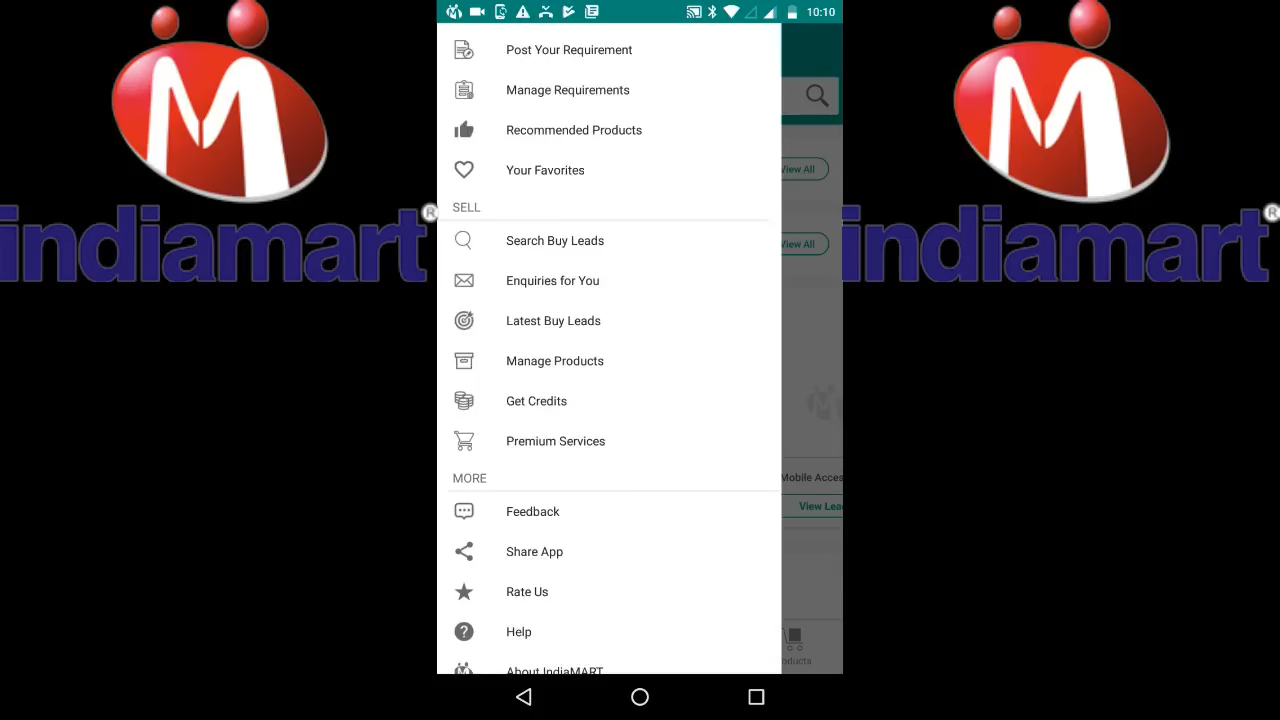 10:10
Post Your Requirement
Manage Requirements
Recommended Products
View All
Your Favorites
SELL
indiamart®
indiamart®
Search Buy Leads
View All
Enquiries for You
Latest Buy Leads
Manage Products
Get Credits
Premium Services
MORE
Mobile Acces
View Lea
Feedback
Share App
Rate Us
Help
oducts
About IndiaMART